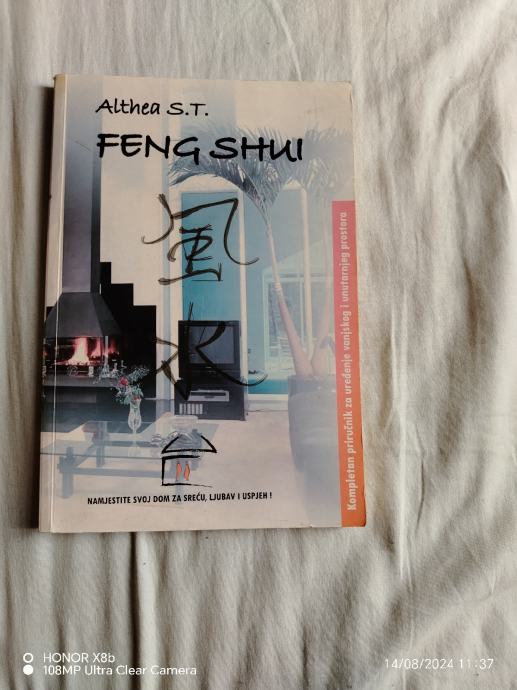 Althea S.T.
FENG SHUI
風
水
NAMJESTITE SVOJ DOM ZA SREĆU, LJUBAV I USPJEH !
Kompletan priručnik za uređenje vanjskog i unutarnjeg prostora
HONOR X8b
108MP Ultra Clear Camera
14/08/2024 11:37